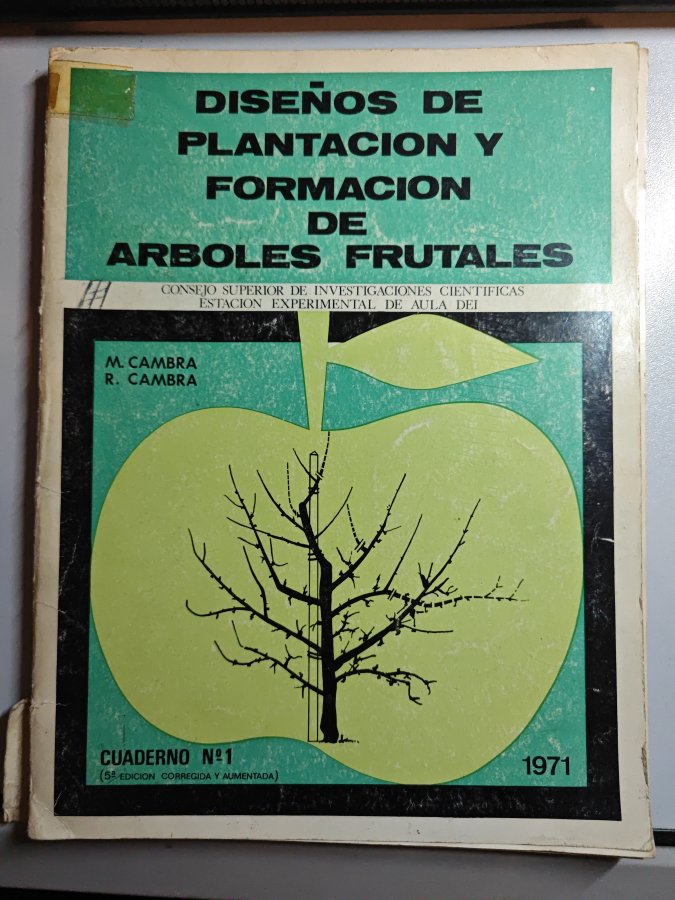 DISEÑOS DE
PLANTACION Y
FORMACION
DE
ARBOLES FRUTALES
CONSEJO SUPERIOR DE INVESTIGACIONES CIENTIFICAS
ESTACION EXPERIMENTAL DE AULA DEI
M. CAMBRA
R. CAMBRA
CUADERNO Nº1
(5ª EDICION CORREGIDA Y AUMENTADA)
1971